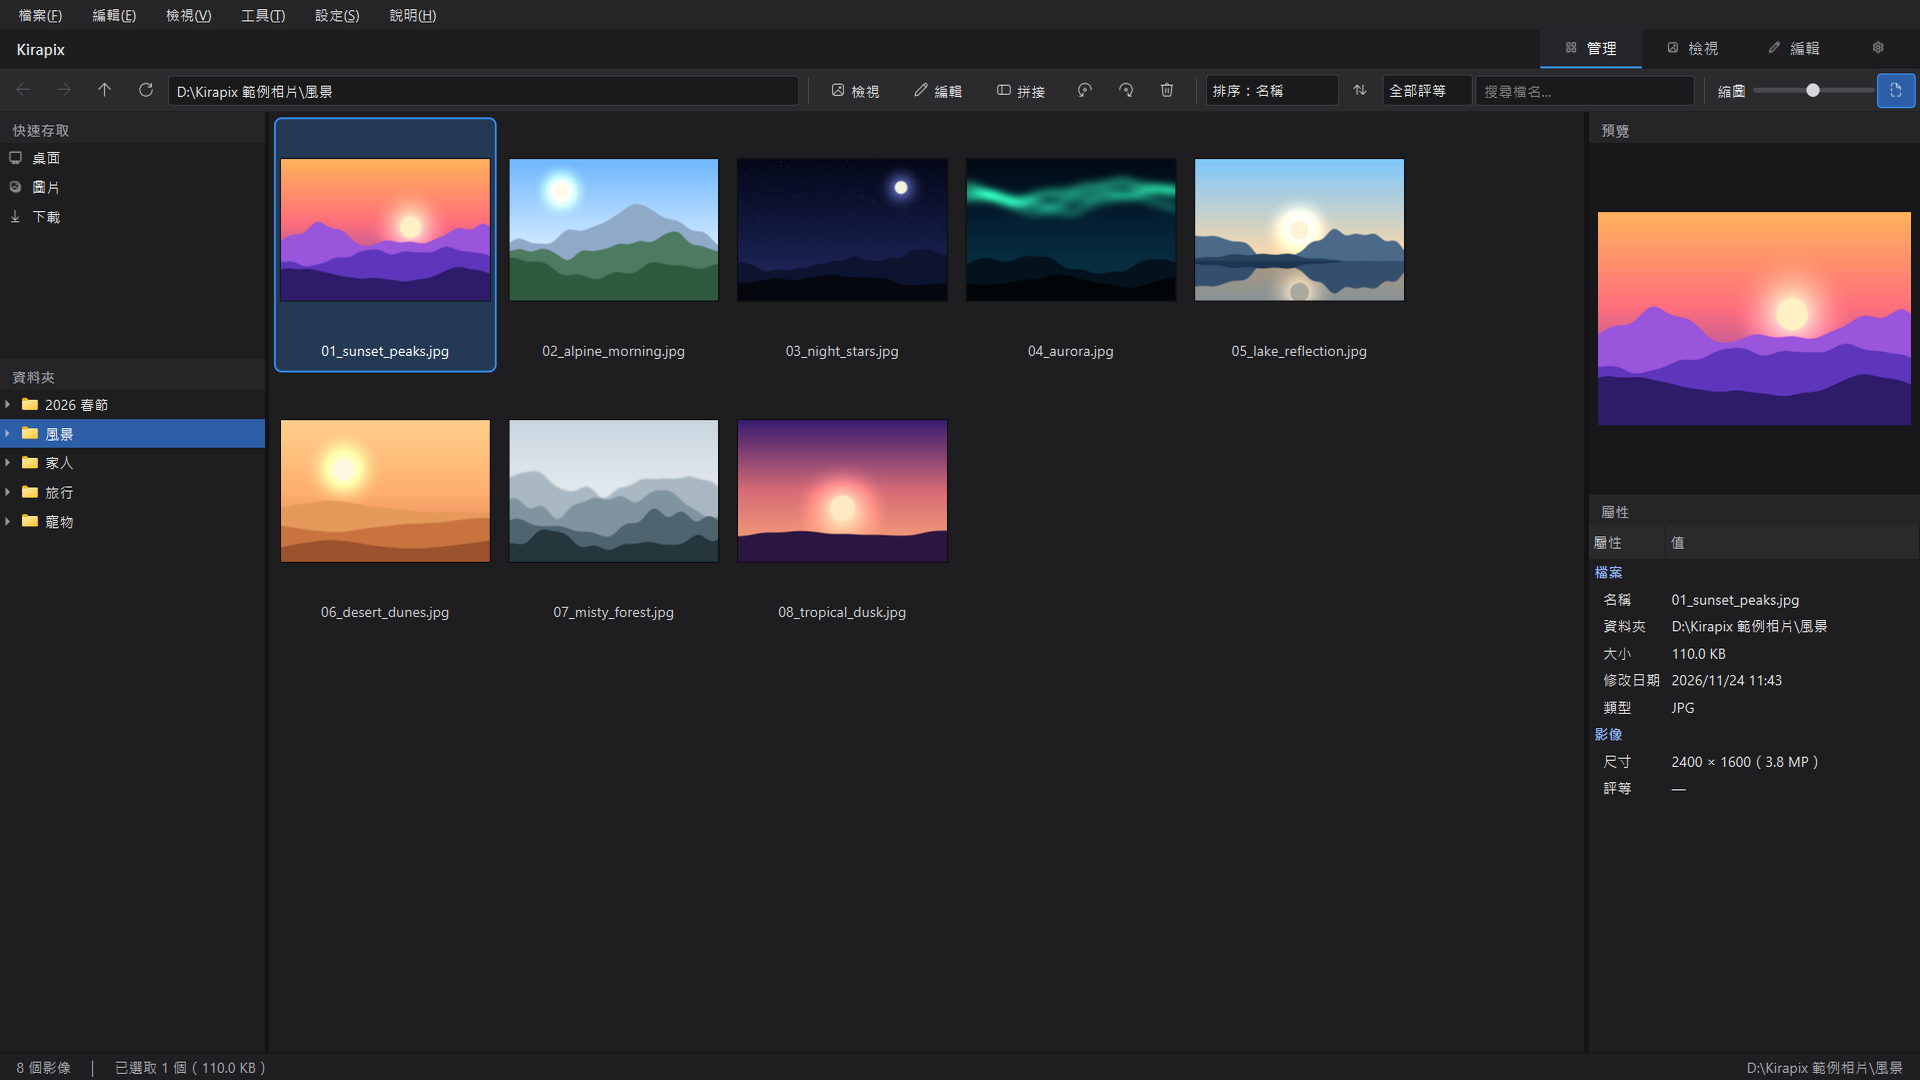 檔案(F) 編輯(E) 檢視(V) 工具(T) 設定(S) 說明(H)
Kirapix
管理 檢視 編輯
D:\Kirapix 範例相片\風景
檢視 編輯 拼接
排序：名稱
全部評等
搜尋檔名...
縮圖
快速存取
桌面
圖片
下載
資料夾
2026 春節
風景
家人
旅行
寵物
01_sunset_peaks.jpg
02_alpine_morning.jpg
03_night_stars.jpg
04_aurora.jpg
05_lake_reflection.jpg
06_desert_dunes.jpg
07_misty_forest.jpg
08_tropical_dusk.jpg
預覽
屬性
屬性 值
檔案
名稱 01_sunset_peaks.jpg
資料夾 D:\Kirapix 範例相片\風景
大小 110.0 KB
修改日期 2026/11/24 11:43
類型 JPG
影像
尺寸 2400 × 1600（3.8 MP）
評等 —
8 個影像 | 已選取 1 個（110.0 KB）
D:\Kirapix 範例相片\風景